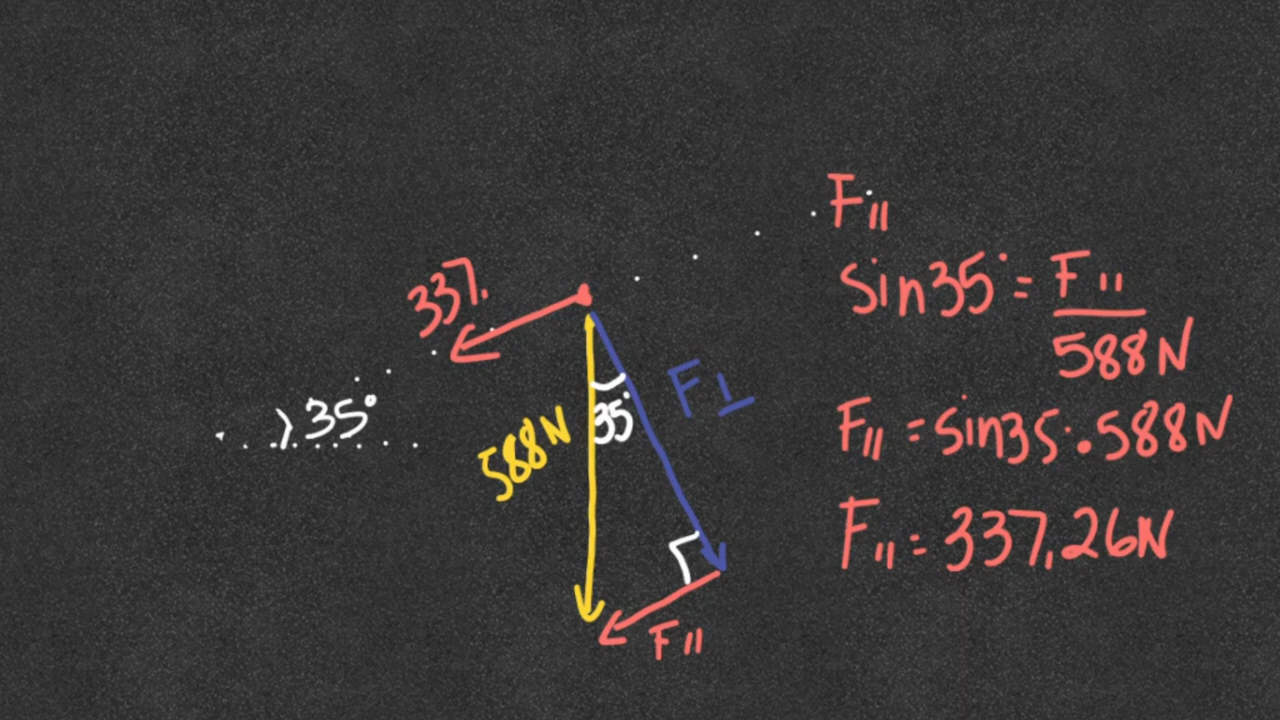 F||
Sin35°=F||/588N
F||=Sin35°.588N
F||=337,26N
337,
35°
588N
35°
F⊥
F||